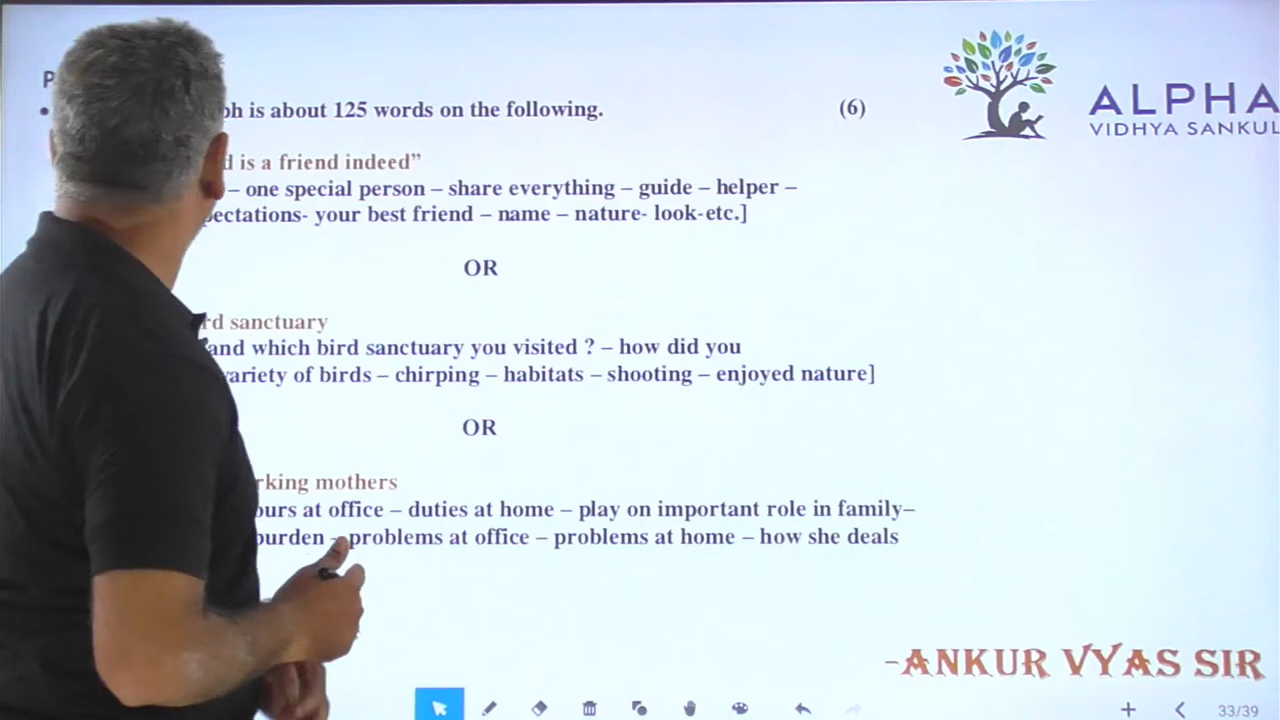 P
• ph is about 125 words on the following. (6)
d is a friend indeed”
– one special person – share everything – guide – helper –
pectations- your best friend – name – nature- look-etc.]
OR
rd sanctuary
and which bird sanctuary you visited ? – how did you
variety of birds – chirping – habitats – shooting – enjoyed nature]
OR
rking mothers
ours at office – duties at home – play on important role in family–
burden – problems at office – problems at home – how she deals
ALPHA
VIDHYA SANKUL
-ANKUR VYAS SIR
33/39